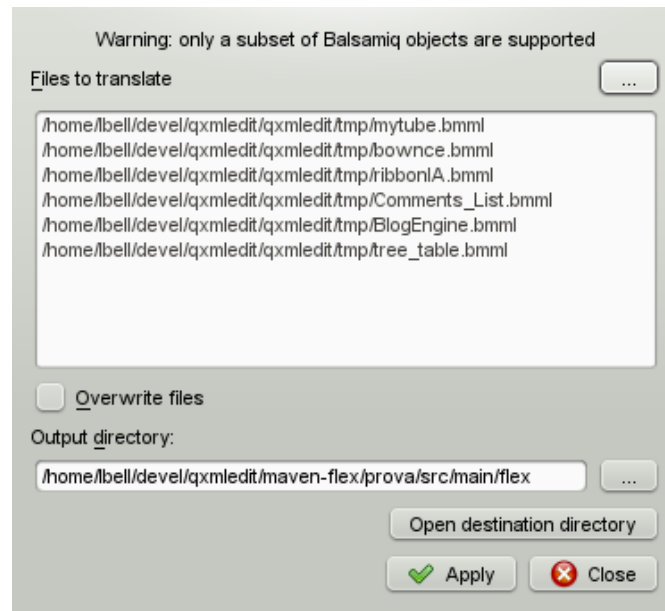 Warning: only a subset of Balsamiq objects are supported
Files to translate
...
/home/lbell/devel/qxmledit/qxmledit/tmp/mytube.bmml
/home/lbell/devel/qxmledit/qxmledit/tmp/bownce.bmml
/home/lbell/devel/qxmledit/qxmledit/tmp/ribbonIA.bmml
/home/lbell/devel/qxmledit/qxmledit/tmp/Comments_List.bmml
/home/lbell/devel/qxmledit/qxmledit/tmp/BlogEngine.bmml
/home/lbell/devel/qxmledit/qxmledit/tmp/tree_table.bmml
Overwrite files
Output directory:
/home/lbell/devel/qxmledit/maven-flex/prova/src/main/flex
...
Open destination directory
Apply
Close